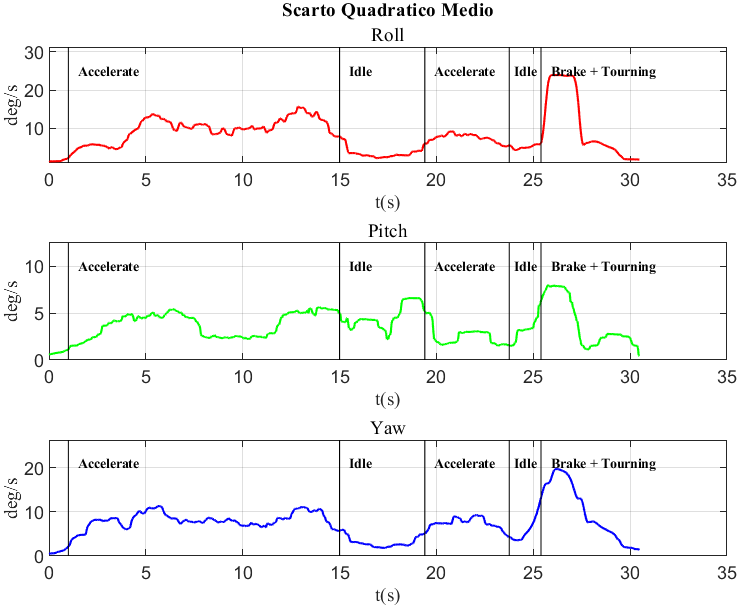 Scarto Quadratico Medio
Roll
30
20
10
deg/s
Accelerate Idle Accelerate Idle Brake + Tourning
0 5 10 15 20 25 30 35
t(s)
Pitch
10
5
0
deg/s
Accelerate Idle Accelerate Idle Brake + Tourning
0 5 10 15 20 25 30 35
t(s)
Yaw
20
10
0
deg/s
Accelerate Idle Accelerate Idle Brake + Tourning
0 5 10 15 20 25 30 35
t(s)